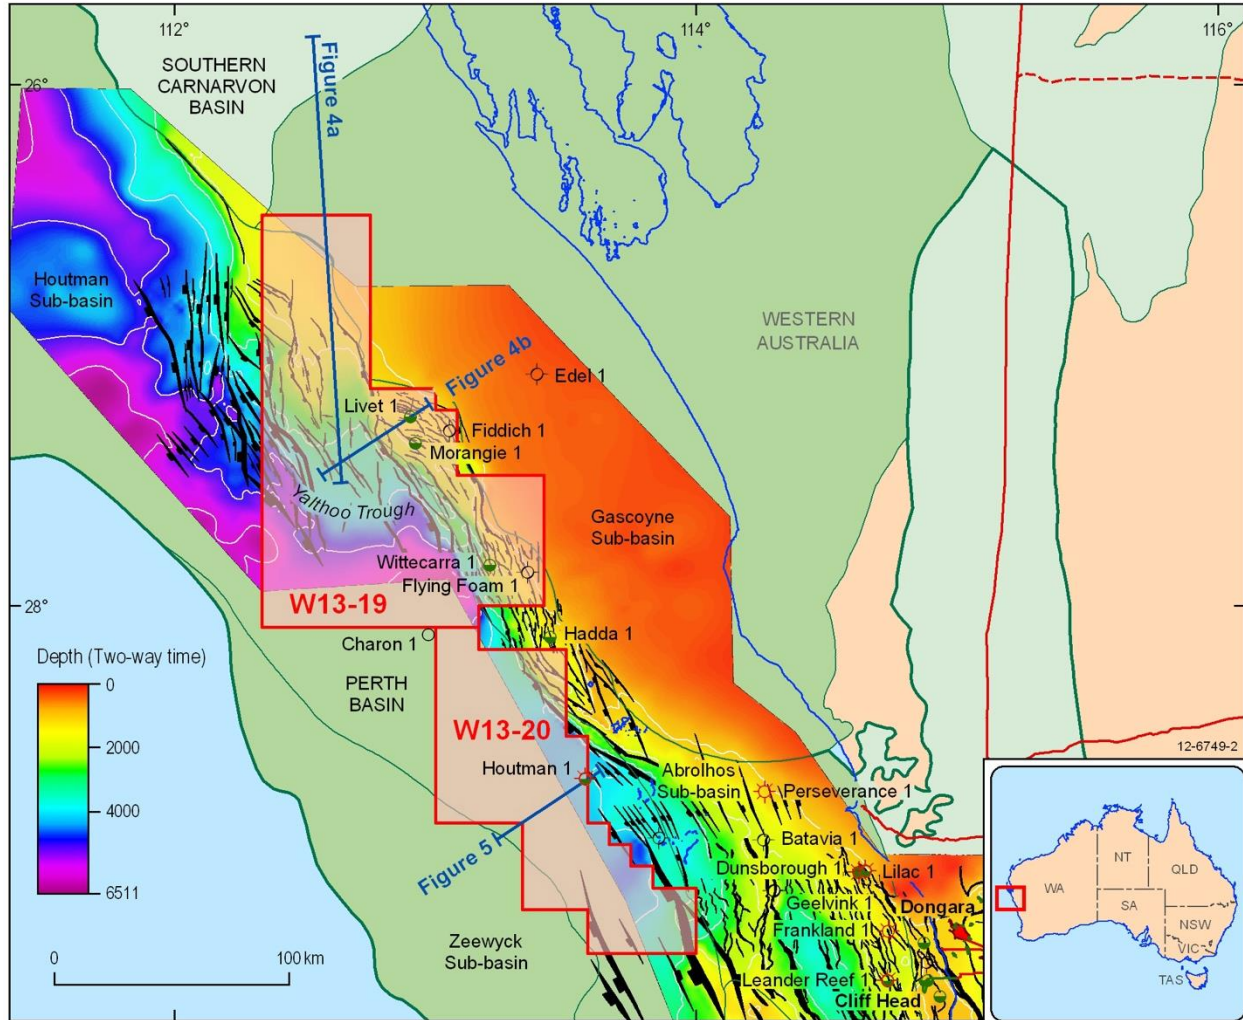 112°
114°
116°
26°
28°
SOUTHERN
CARNARVON
BASIN
Figure 4a
Houtman
Sub-basin
WESTERN
AUSTRALIA
Figure 4b
Edel 1
Livet 1
Fiddich 1
Morangie 1
Yalthoo Trough
Gascoyne
Sub-basin
Wittecarra 1
Flying Foam 1
W13-19
Charon 1
Hadda 1
PERTH
BASIN
W13-20
Houtman 1
Abrolhos
Sub-basin
Perseverance 1
Figure 5
Batavia 1
Dunsborough 1
Lilac 1
Geelvink 1
Frankland 1
Dongara
Leander Reef 1
Cliff Head
Zeewyck
Sub-basin
Depth (Two-way time)
0
2000
4000
6511
0
100 km
12-6749-2
WA
NT
QLD
SA
NSW
VIC
TAS